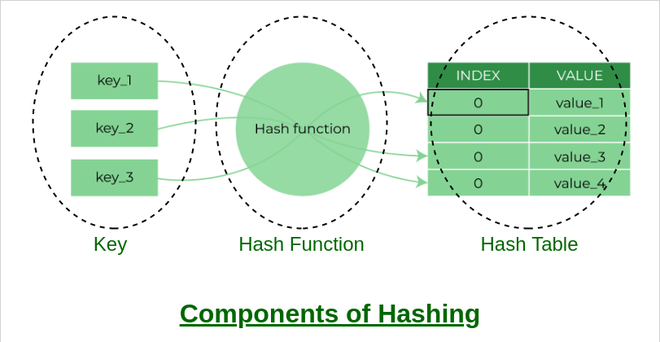 key_1
key_2
key_3
Hash function
INDEX VALUE
0 value_1
0 value_2
0 value_3
0 value_4
Key
Hash Function
Hash Table
Components of Hashing